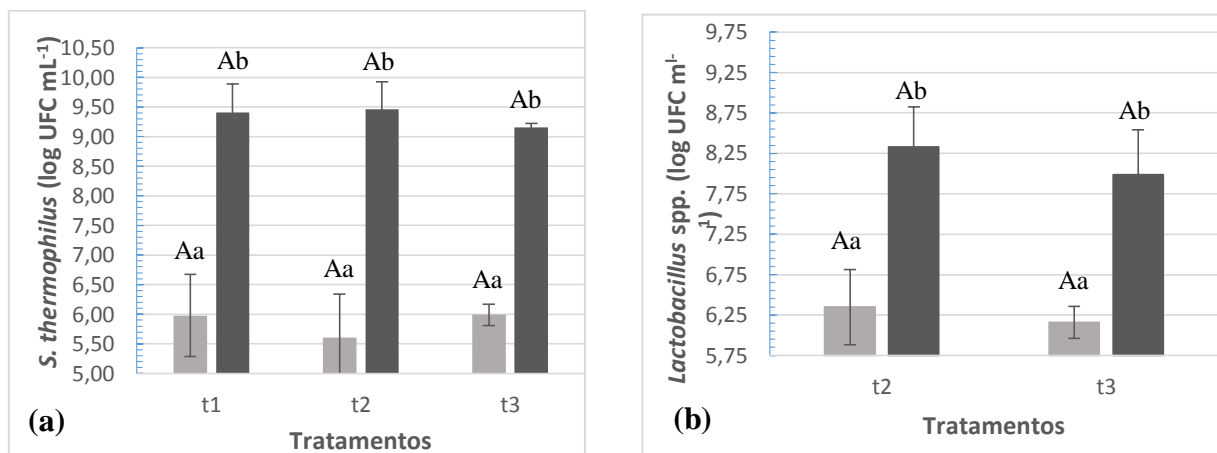 S. thermophilus (log UFC mL-1)
10,50
10,00
9,50
9,00
8,50
8,00
7,50
7,00
6,50
6,00
5,50
5,00
Aa
Ab
Aa
Ab
Aa
Ab
t1
t2
t3
Tratamentos
(a)
Lactobacillus spp. (log UFC ml-
1)
9,75
9,25
8,75
8,25
7,75
7,25
6,75
6,25
5,75
Aa
Ab
Aa
Ab
t2
t3
Tratamentos
(b)